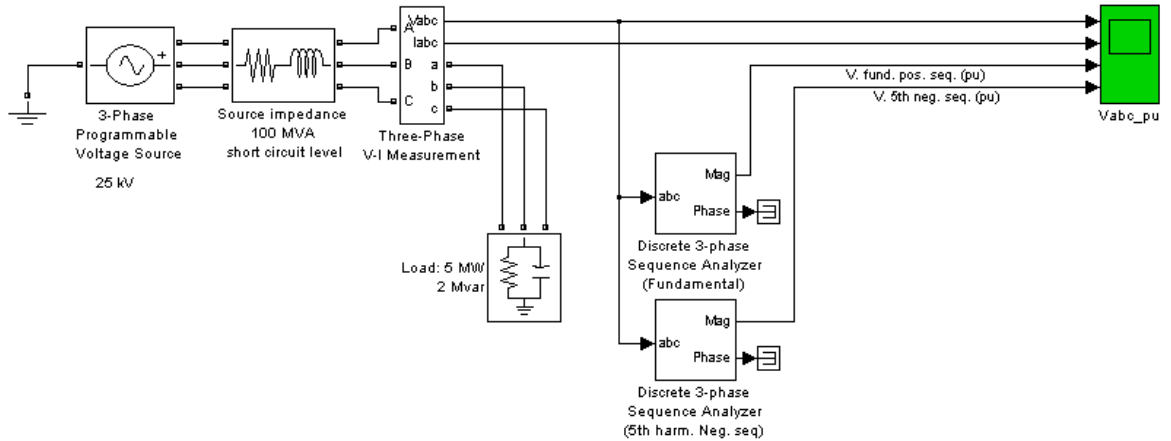 3-Phase
Programmable
Voltage Source
25 kV
Source impedance
100 MVA
short circuit level
A
B
C
Vabc
Iabc
a
b
c
Three-Phase
V-I Measurement
Load: 5 MW
2 Mvar
V. fund. pos. seq. (pu)
V. 5th neg. seq. (pu)
Vabc_pu
abc
Mag
Phase
Discrete 3-phase
Sequence Analyzer
(Fundamental)
abc
Mag
Phase
Discrete 3-phase
Sequence Analyzer
(5th harm. Neg. seq)